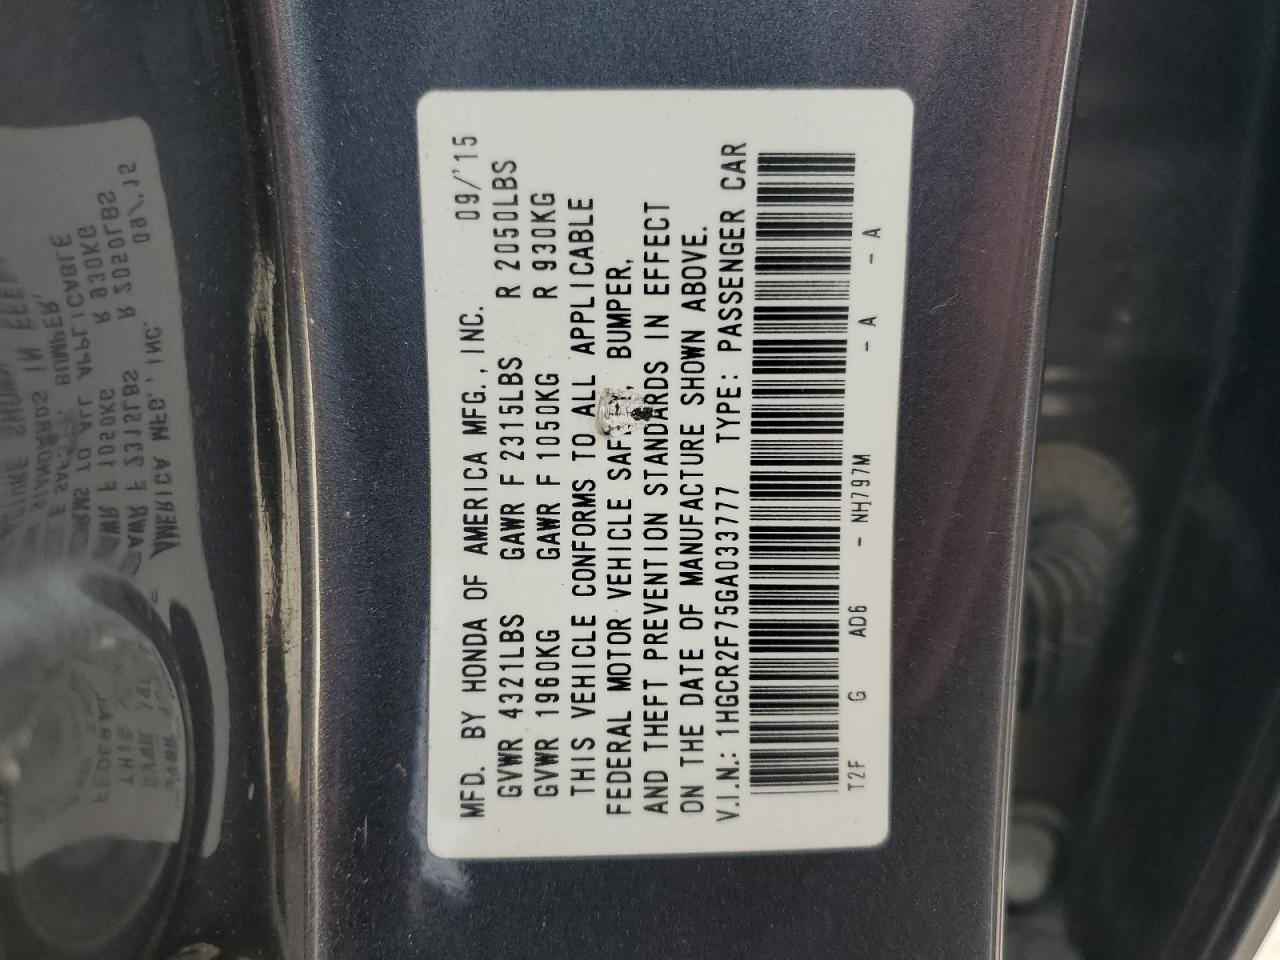 MFD. BY HONDA OF AMERICA MFG., INC. 09/'15
GVWR 4321LBS GAWR F 2315LBS R 2050LBS
GVWR 1960KG GAWR F 1050KG R 930KG
THIS VEHICLE CONFORMS TO ALL APPLICABLE
FEDERAL MOTOR VEHICLE BUMPER,
AND THEFT PREVENTION STANDARDS IN EFFECT
ON THE DATE OF MANUFACTURE SHOWN ABOVE.
V.I.N.: 1HGCR2F75GA033777 TYPE: PASSENGER CAR
T2F G AD6 - NH797M - A - A